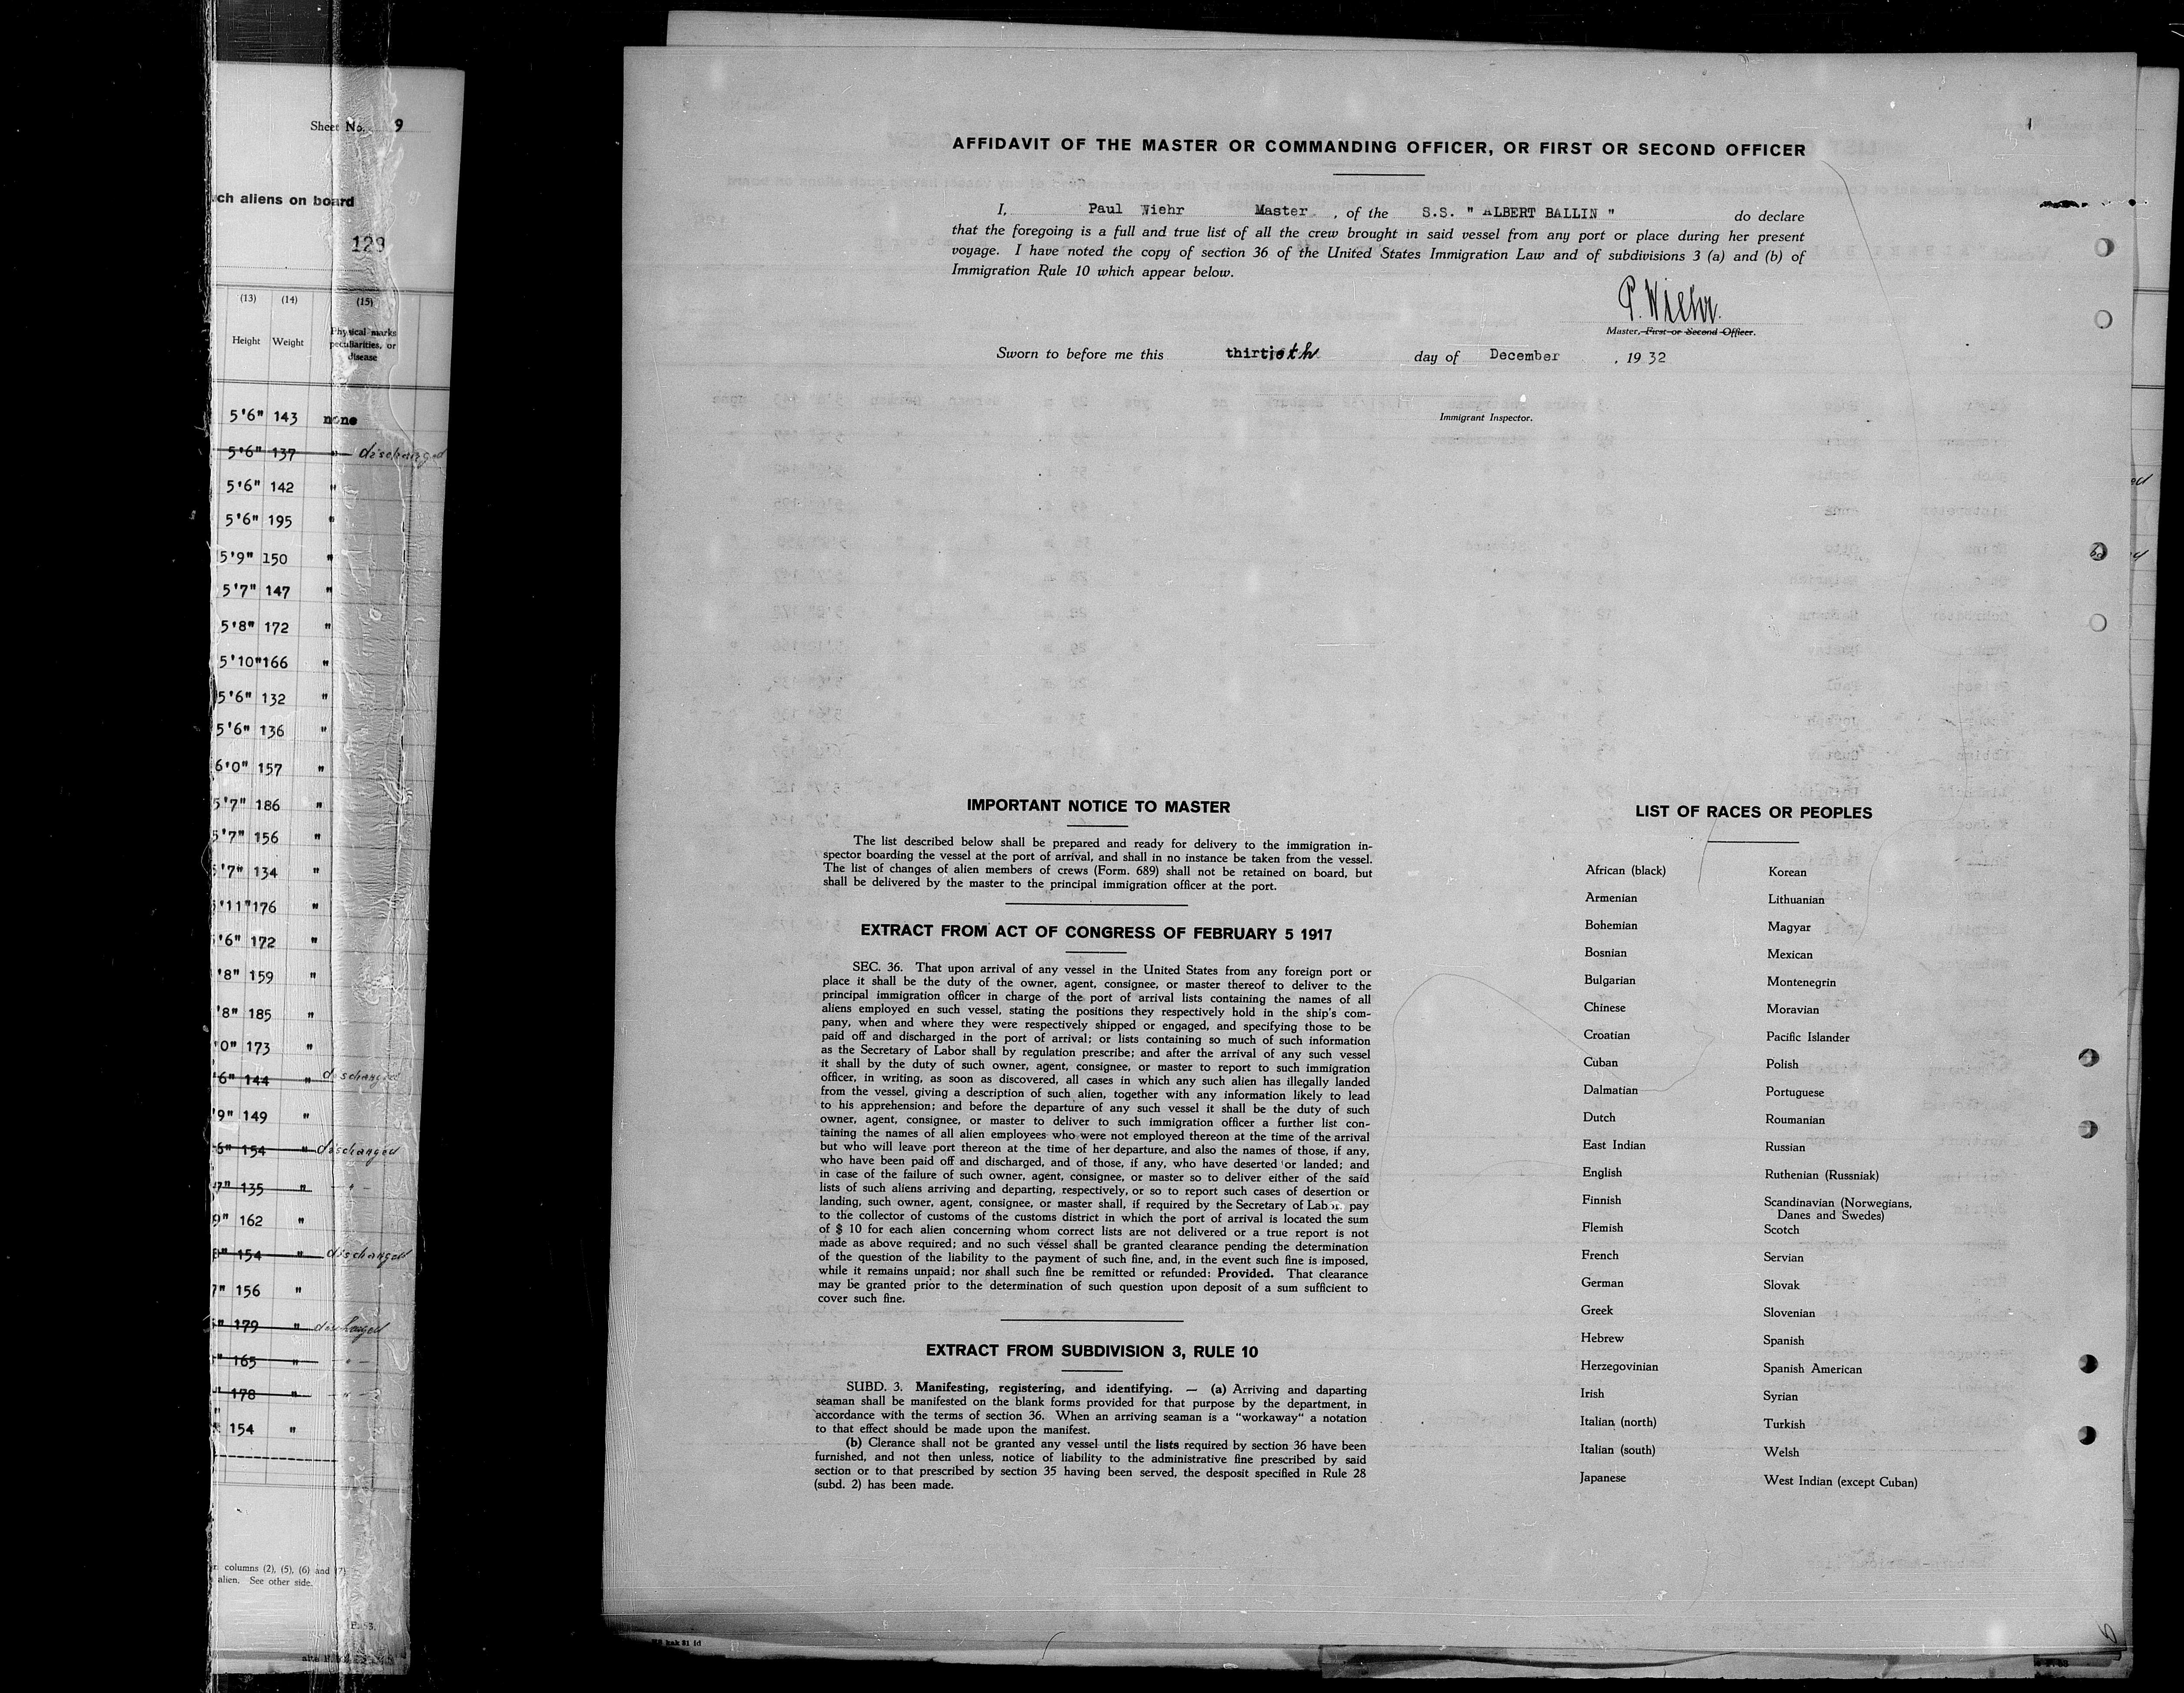 Sheet No. 9
ch aliens on board
129
(13) (14) (15)
Height Weight Physical marks peculiarities, or disease
5'6" 143 none
5'6" 137 " discharged
5'6" 142 "
5'6" 195 "
5'9" 150 "
5'7" 147 "
5'8" 172 "
5'10" 166 "
5'6" 132 "
5'6" 136 "
6'0" 157 "
5'7" 186 "
5'7" 156 "
'7" 134 "
'11" 176 "
'6" 172 "
'8" 159 "
'8" 185 "
'0" 173 "
'6" 144 " discharged
'9" 149 "
6" 154 " discharged
7" 135 " - " -
9" 162 "
" 154 " discharged
7" 156 "
" 179 " discharged
" 165 " - " -
" 178 " - " -
" 154 "
columns (2), (5), (6) and (7)
alien. See other side.
AFFIDAVIT OF THE MASTER OR COMMANDING OFFICER, OR FIRST OR SECOND OFFICER
I, Paul Wiehr Master , of the S.S. " ALBERT BALLIN " do declare
that the foregoing is a full and true list of all the crew brought in said vessel from any port or place during her present
voyage. I have noted the copy of section 36 of the United States Immigration Law and of subdivisions 3 (a) and (b) of
Immigration Rule 10 which appear below.
P. Wiehr.
Master, First or Second Officer.
Sworn to before me this thirtieth day of December , 19 32
Immigrant Inspector.
IMPORTANT NOTICE TO MASTER
The list described below shall be prepared and ready for delivery to the immigration in-
spector boarding the vessel at the port of arrival, and shall in no instance be taken from the vessel.
The list of changes of alien members of crews (Form. 689) shall not be retained on board, but
shall be delivered by the master to the principal immigration officer at the port.
EXTRACT FROM ACT OF CONGRESS OF FEBRUARY 5 1917
SEC. 36. That upon arrival of any vessel in the United States from any foreign port or
place it shall be the duty of the owner, agent, consignee, or master thereof to deliver to the
principal immigration officer in charge of the port of arrival lists containing the names of all
aliens employed en such vessel, stating the positions they respectively hold in the ship's com-
pany, when and where they were respectively shipped or engaged, and specifying those to be
paid off and discharged in the port of arrival; or lists containing so much of such information
as the Secretary of Labor shall by regulation prescribe; and after the arrival of any such vessel
it shall by the duty of such owner, agent, consignee, or master to report to such immigration
officer, in writing, as soon as discovered, all cases in which any such alien has illegally landed
from the vessel, giving a description of such alien, together with any information likely to lead
to his apprehension; and before the departure of any such vessel it shall be the duty of such
owner, agent, consignee, or master to deliver to such immigration officer a further list con-
taining the names of all alien employees who were not employed thereon at the time of the arrival
but who will leave port thereon at the time of her departure, and also the names of those, if any,
who have been paid off and discharged, and of those, if any, who have deserted or landed; and
in case of the failure of such owner, agent, consignee, or master so to deliver either of the said
lists of such aliens arriving and departing, respectively, or so to report such cases of desertion or
landing, such owner, agent, consignee, or master shall, if required by the Secretary of Labor pay
to the collector of customs of the customs district in which the port of arrival is located the sum
of $ 10 for each alien concerning whom correct lists are not delivered or a true report is not
made as above required; and no such vessel shall be granted clearance pending the determination
of the question of the liability to the payment of such fine, and, in the event such fine is imposed,
while it remains unpaid; nor shall such fine be remitted or refunded: Provided. That clearance
may be granted prior to the determination of such question upon deposit of a sum sufficient to
cover such fine.
EXTRACT FROM SUBDIVISION 3, RULE 10
SUBD. 3. Manifesting, registering, and identifying. — (a) Arriving and daparting
seaman shall be manifested on the blank forms provided for that purpose by the department, in
accordance with the terms of section 36. When an arriving seaman is a "workaway" a notation
to that effect should be made upon the manifest.
(b) Clerance shall not be granted any vessel until the lists required by section 36 have been
furnished, and not then unless, notice of liability to the administrative fine prescribed by said
section or to that prescribed by section 35 having been served, the desposit specified in Rule 28
(subd. 2) has been made.
LIST OF RACES OR PEOPLES
African (black) Korean
Armenian Lithuanian
Bohemian Magyar
Bosnian Mexican
Bulgarian Montenegrin
Chinese Moravian
Croatian Pacific Islander
Cuban Polish
Dalmatian Portuguese
Dutch Roumanian
East Indian Russian
English Ruthenian (Russniak)
Finnish Scandinavian (Norwegians,
Danes and Swedes)
Flemish Scotch
French Servian
German Slovak
Greek Slovenian
Hebrew Spanish
Herzegovinian Spanish American
Irish Syrian
Italian (north) Turkish
Italian (south) Welsh
Japanese West Indian (except Cuban)